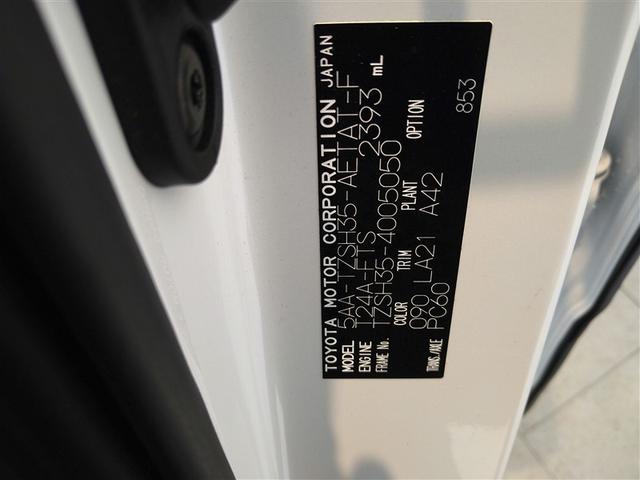 TOYOTA MOTOR CORPORATION JAPAN
MODEL 5AA-TZSH35-AETAT-F
ENGINE T24A-FTS 2393 mL
FRAME No. TZSH35-4005050
COLOR TRIM PLANT OPTION
090 LA21 A42
TRANS/AXLE PC60 853